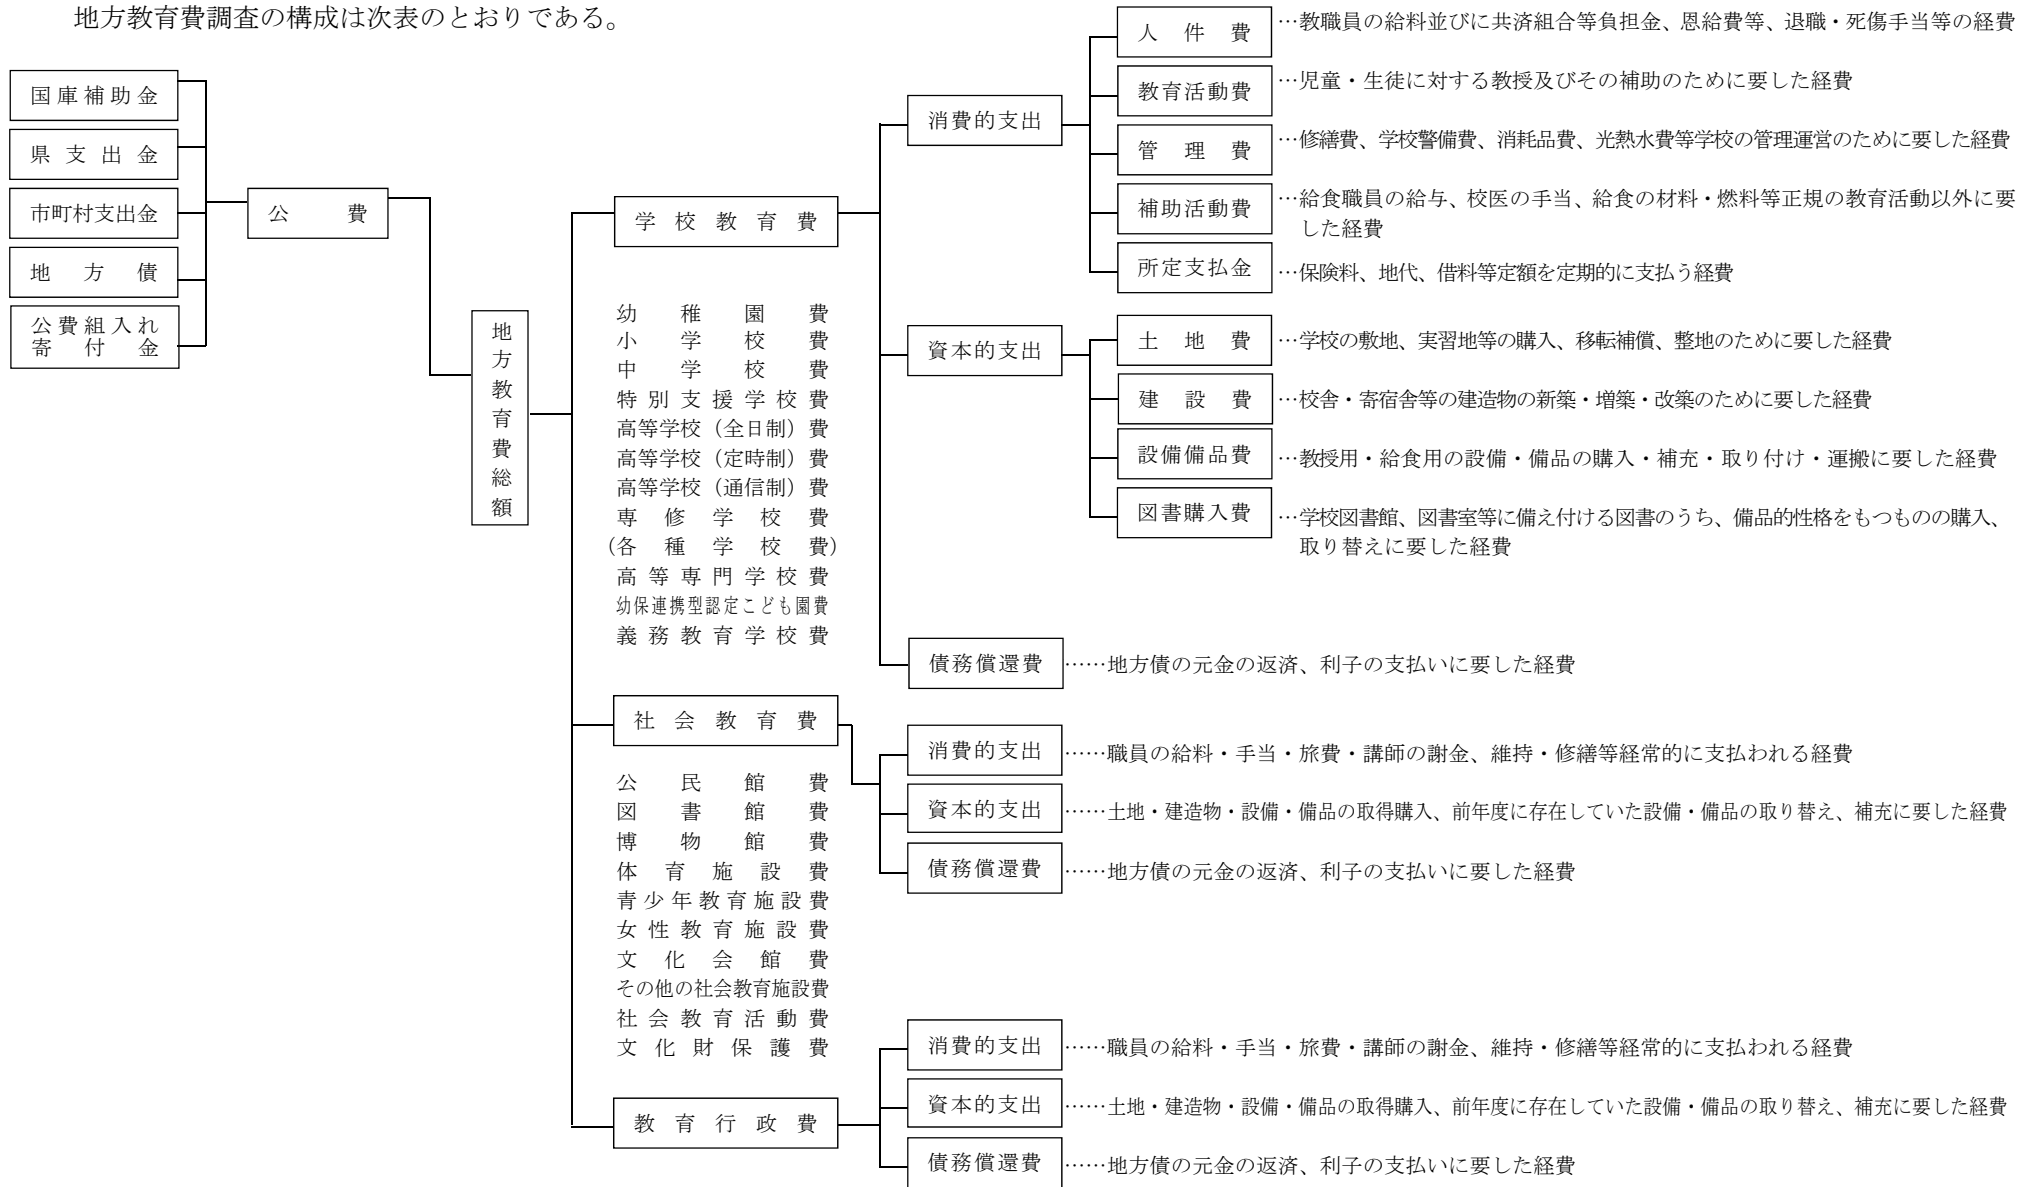 地方教育費調査の構成は次表のとおりである。
国庫補助金
県支出金
市町村支出金
地方債
公費組入れ
寄付金
公費
地方教育費総額
学校教育費
幼稚園費
小学校費
中学校費
特別支援学校費
高等学校（全日制）費
高等学校（定時制）費
高等学校（通信制）費
専修学校費
（各種学校費）
高等専門学校費
幼保連携型認定こども園費
義務教育学校費
消費的支出
人件費…教職員の給料並びに共済組合等負担金、恩給費等、退職・死傷手当等の経費
教育活動費…児童・生徒に対する教授及びその補助のために要した経費
管理費…修繕費、学校警備費、消耗品費、光熱水費等学校の管理運営のために要した経費
補助活動費…給食職員の給与、校医の手当、給食の材料・燃料等正規の教育活動以外に要
した経費
所定支払金…保険料、地代、借料等定額を定期的に支払う経費
資本的支出
土地費…学校の敷地、実習地等の購入、移転補償、整地のために要した経費
建設費…校舎・寄宿舎等の建造物の新築・増築・改築のために要した経費
設備備品費…教授用・給食用の設備・備品の購入・補充・取り付け・運搬に要した経費
図書購入費…学校図書館、図書室等に備え付ける図書のうち、備品的性格をもつものの購入、
取り替えに要した経費
債務償還費……地方債の元金の返済、利子の支払いに要した経費
社会教育費
公民館費
図書館費
博物館費
体育施設費
青少年教育施設費
女性教育施設費
文化会館費
その他の社会教育施設費
社会教育活動費
文化財保護費
消費的支出……職員の給料・手当・旅費・講師の謝金、維持・修繕等経常的に支払われる経費
資本的支出……土地・建造物・設備・備品の取得購入、前年度に存在していた設備・備品の取り替え、補充に要した経費
債務償還費……地方債の元金の返済、利子の支払いに要した経費
教育行政費
消費的支出……職員の給料・手当・旅費・講師の謝金、維持・修繕等経常的に支払われる経費
資本的支出……土地・建造物・設備・備品の取得購入、前年度に存在していた設備・備品の取り替え、補充に要した経費
債務償還費……地方債の元金の返済、利子の支払いに要した経費